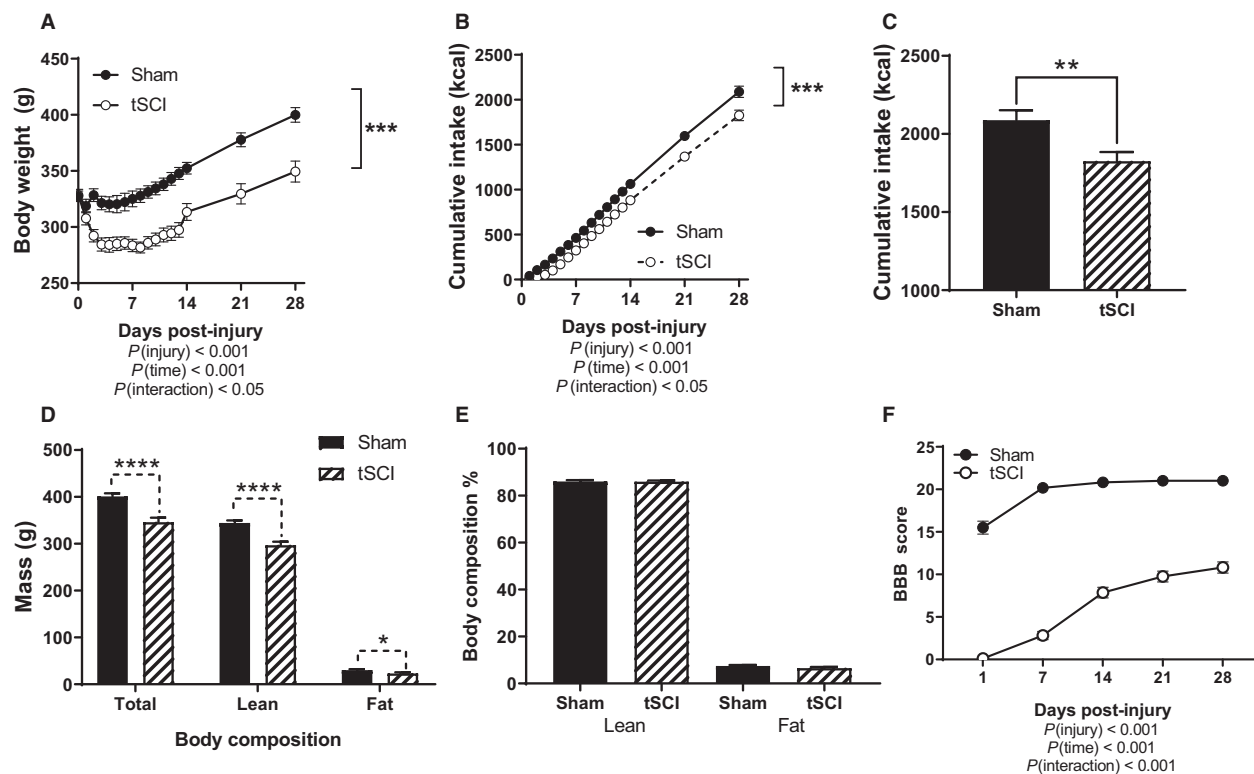 A
Body weight (g)
450
400
350
300
250
Sham
tSCI
***
0 7 14 21 28
Days post-injury
P(injury) < 0.001
P(time) < 0.001
P(interaction) < 0.05
B
Cumulative intake (kcal)
2500
2000
1500
1000
500
0
***
Sham
tSCI
0 7 14 21 28
Days post-injury
P(injury) < 0.001
P(time) < 0.001
P(interaction) < 0.05
C
Cumulative intake (kcal)
2500
2000
2000
1000
**
Sham tSCI
D
Mass (g)
500
400
300
200
100
0
Sham
tSCI
****
****
*
Total Lean Fat
Body composition
E
Body composition %
100
80
60
40
20
0
Sham tSCI Sham tSCI
Lean Fat
F
BBB score
25
20
15
10
5
0
Sham
tSCI
1 7 14 21 28
Days post-injury
P(injury) < 0.001
P(time) < 0.001
P(interaction) < 0.001